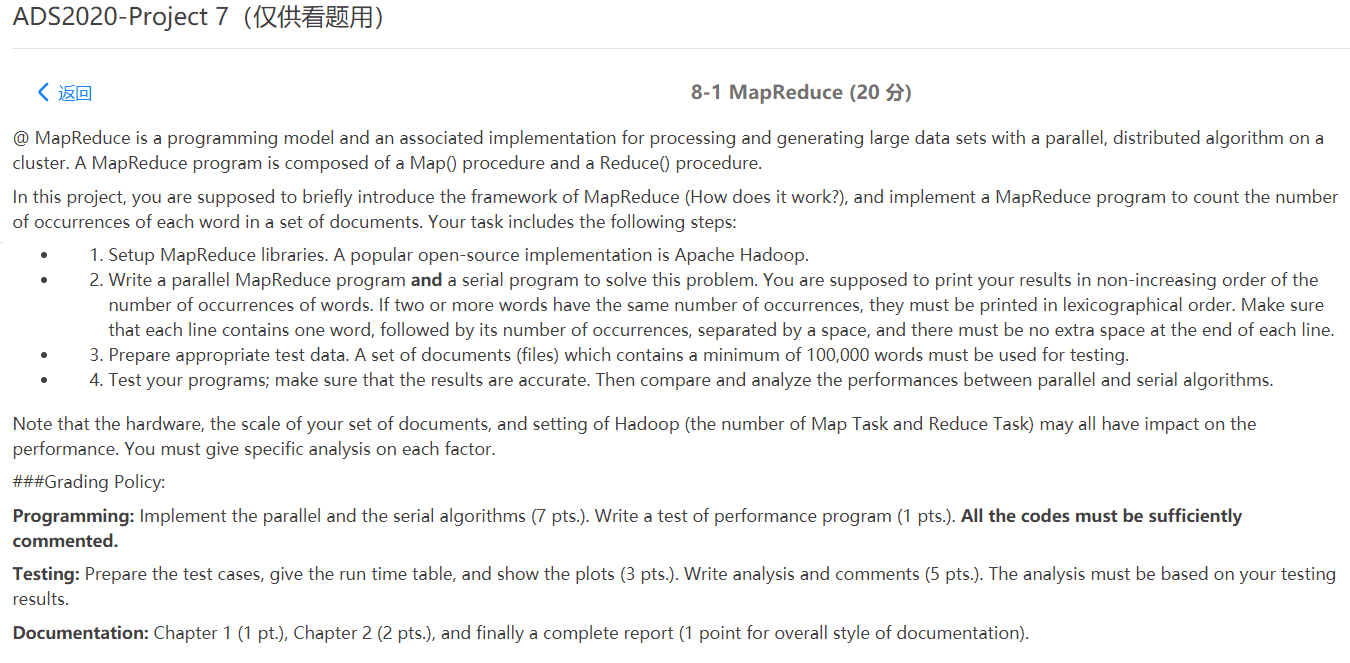 ADS2020-Project 7（仅供看题用）
返回
8-1 MapReduce (20 分)
@ MapReduce is a programming model and an associated implementation for processing and generating large data sets with a parallel, distributed algorithm on a
cluster. A MapReduce program is composed of a Map() procedure and a Reduce() procedure.
In this project, you are supposed to briefly introduce the framework of MapReduce (How does it work?), and implement a MapReduce program to count the number
of occurrences of each word in a set of documents. Your task includes the following steps:
• 1. Setup MapReduce libraries. A popular open-source implementation is Apache Hadoop.
• 2. Write a parallel MapReduce program and a serial program to solve this problem. You are supposed to print your results in non-increasing order of the
number of occurrences of words. If two or more words have the same number of occurrences, they must be printed in lexicographical order. Make sure
that each line contains one word, followed by its number of occurrences, separated by a space, and there must be no extra space at the end of each line.
• 3. Prepare appropriate test data. A set of documents (files) which contains a minimum of 100,000 words must be used for testing.
• 4. Test your programs; make sure that the results are accurate. Then compare and analyze the performances between parallel and serial algorithms.
Note that the hardware, the scale of your set of documents, and setting of Hadoop (the number of Map Task and Reduce Task) may all have impact on the
performance. You must give specific analysis on each factor.
###Grading Policy:
Programming: Implement the parallel and the serial algorithms (7 pts.). Write a test of performance program (1 pts.). All the codes must be sufficiently
commented.
Testing: Prepare the test cases, give the run time table, and show the plots (3 pts.). Write analysis and comments (5 pts.). The analysis must be based on your testing
results.
Documentation: Chapter 1 (1 pt.), Chapter 2 (2 pts.), and finally a complete report (1 point for overall style of documentation).